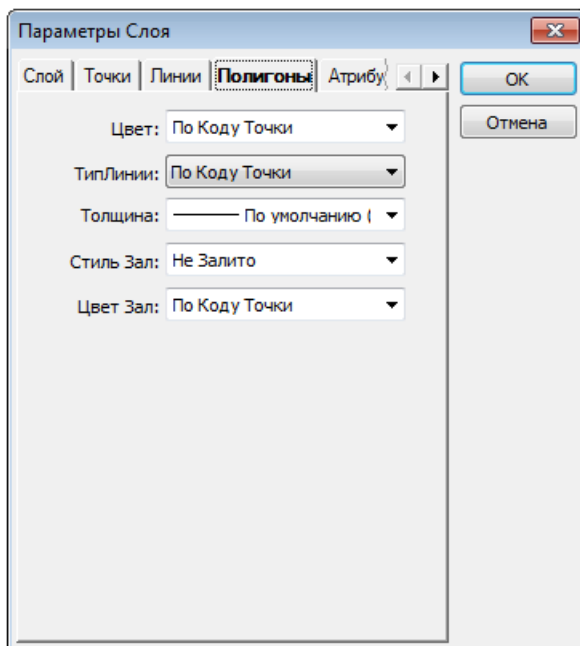 Параметры Слоя
Слой Точки Линии Полигоны Атрибу
OK
Отмена
Цвет: По Коду Точки
ТипЛинии: По Коду Точки
Толщина: По умолчанию (
Стиль Зал: Не Залито
Цвет Зал: По Коду Точки